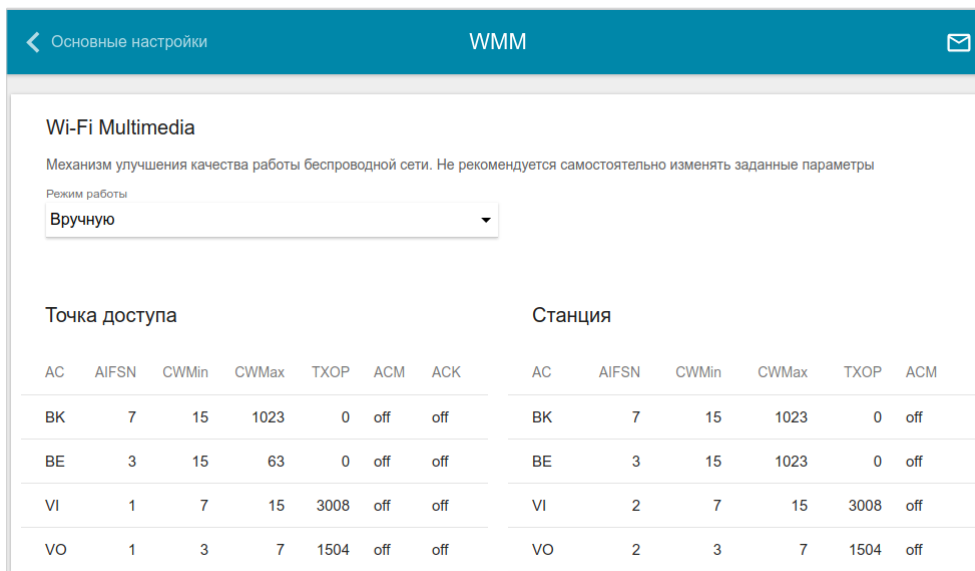 Основные настройки WMM
Wi-Fi Multimedia
Механизм улучшения качества работы беспроводной сети. Не рекомендуется самостоятельно изменять заданные параметры
Режим работы
Вручную
Точка доступа
AC AIFSN CWMin CWMax TXOP ACM ACK
BK 7 15 1023 0 off off
BE 3 15 63 0 off off
VI 1 7 15 3008 off off
VO 1 3 7 1504 off off
Станция
AC AIFSN CWMin CWMax TXOP ACM
BK 7 15 1023 0 off
BE 3 15 1023 0 off
VI 2 7 15 3008 off
VO 2 3 7 1504 off